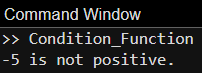 Command Window
>> Condition_Function
-5 is not positive.